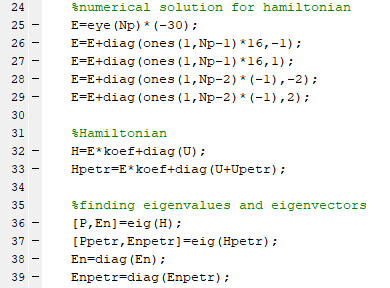 24 %numerical solution for hamiltonian
25 - E=eye(Np)*(-30);
26 - E=E+diag(ones(1,Np-1)*16,-1);
27 - E=E+diag(ones(1,Np-1)*16,1);
28 - E=E+diag(ones(1,Np-2)*(-1),-2);
29 - E=E+diag(ones(1,Np-2)*(-1),2);
30
31 %Hamiltonian
32 - H=E*koef+diag(U);
33 - Hpetr=E*koef+diag(U+Upetr);
34
35 %finding eigenvalues and eigenvectors
36 - [P,En]=eig(H);
37 - [Ppetr,Enpetr]=eig(Hpetr);
38 - En=diag(En);
39 - Enpetr=diag(Enpetr);